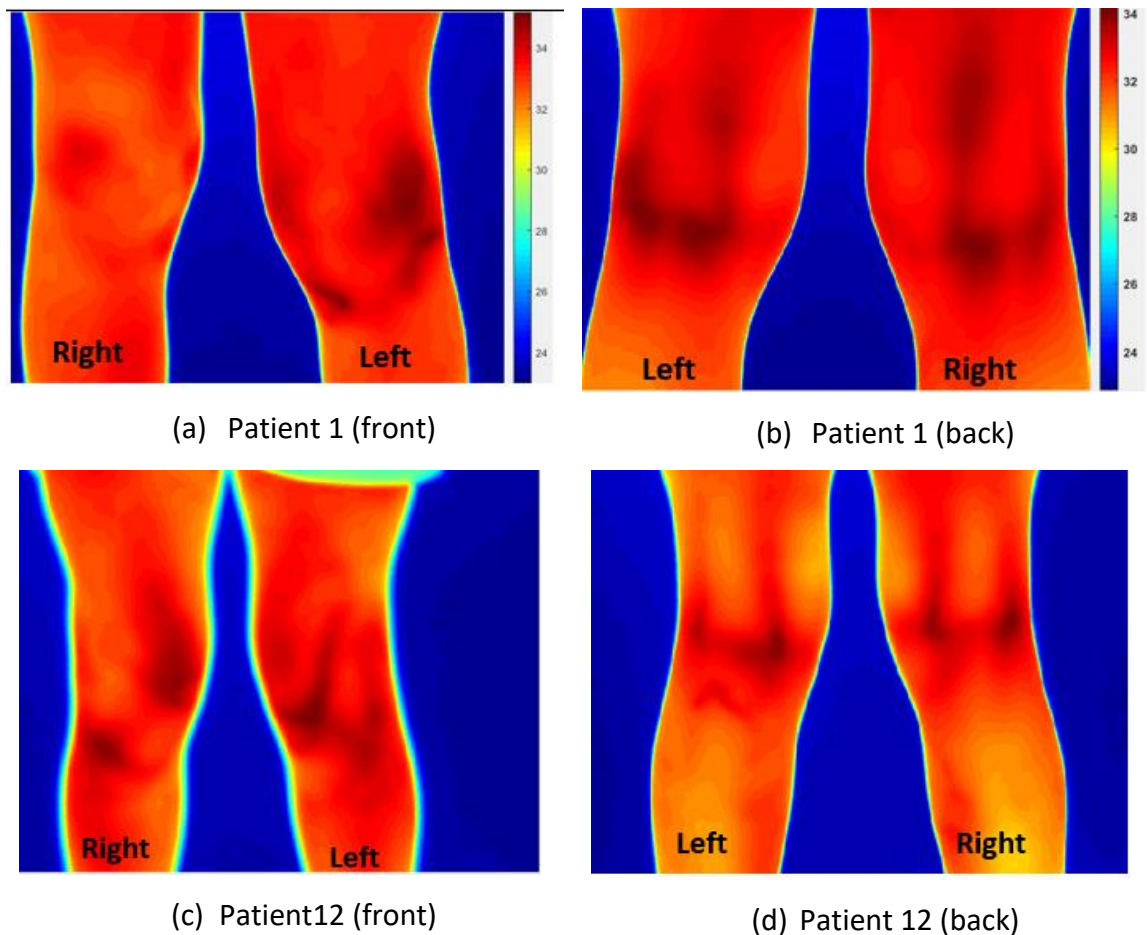 34
32
30
28
26
24
Right
Left
34
32
30
28
26
24
Left
Right
(a) Patient 1 (front)
(b) Patient 1 (back)
Right
Left
Left
Right
(c) Patient12 (front)
(d) Patient 12 (back)